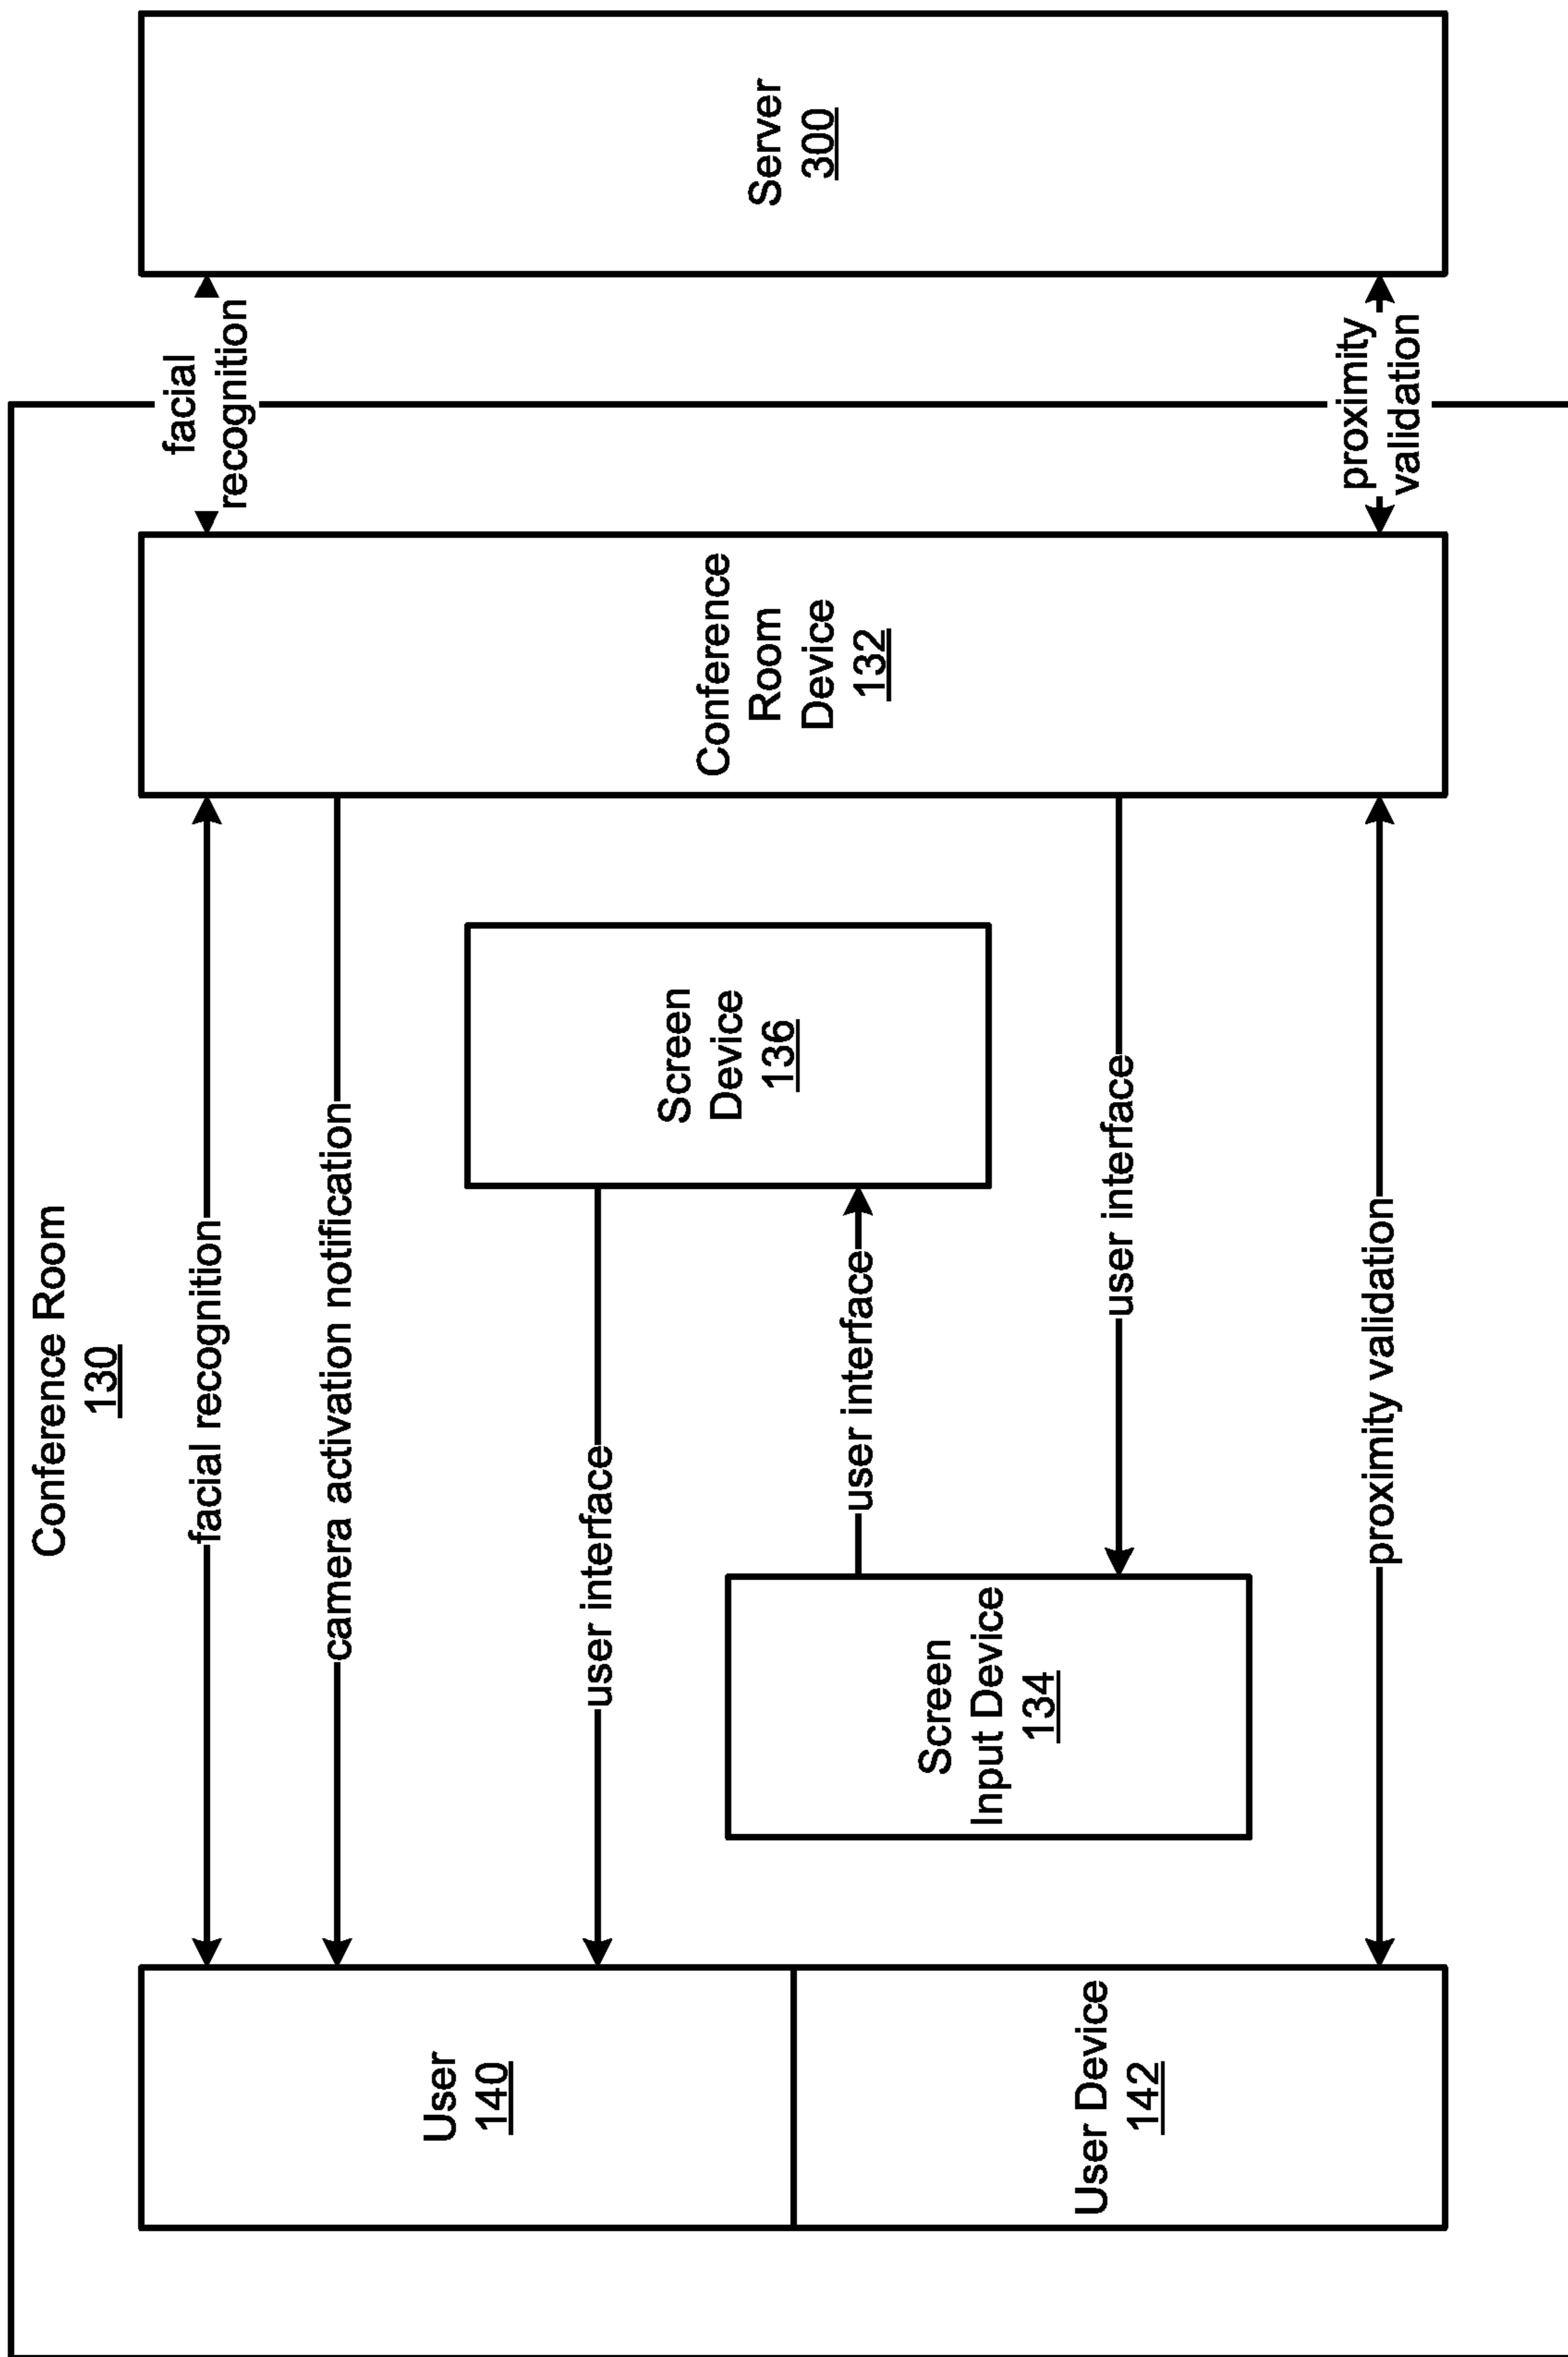 Conference Room
130
facial recognition
camera activation notification
user interface
user interface
user interface
proximity validation
User
140
User Device
142
Screen
Input Device
134
Screen
Device
136
Conference
Room
Device
132
facial
recognition
proximity
validation
Server
300